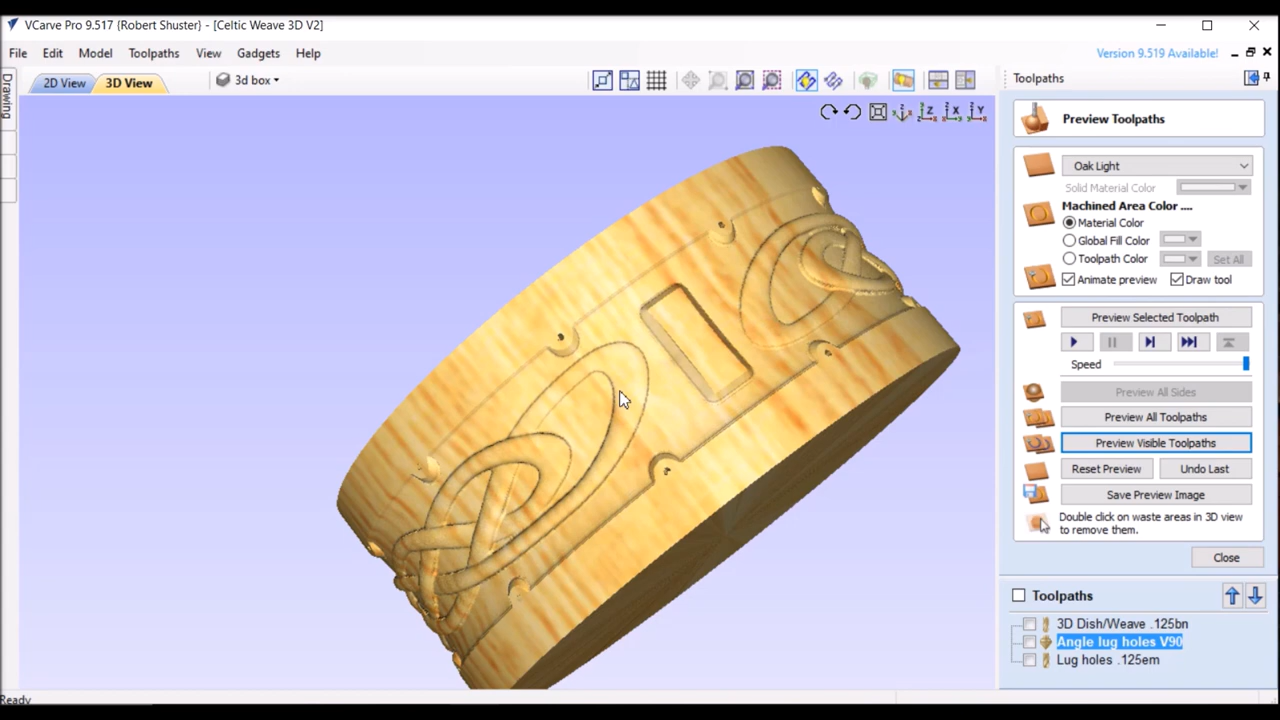 VCarve Pro 9.517 {Robert Shuster} - [Celtic Weave 3D V2]
File Edit Model Toolpaths View Gadgets Help
Version 9.519 Available!
Drawing
2D View 3D View 3d box
Toolpaths
Z X Y
Preview Toolpaths
Oak Light
Solid Material Color
Machined Area Color ....
Material Color
Global Fill Color
Toolpath Color Set All
Animate preview Draw tool
Preview Selected Toolpath
Speed
Preview All Sides
Preview All Toolpaths
Preview Visible Toolpaths
Reset Preview Undo Last
Save Preview Image
Double click on waste areas in 3D view
to remove them.
Close
Toolpaths
3D Dish/Weave .125bn
Angle lug holes V90
Lug holes .125em
Ready